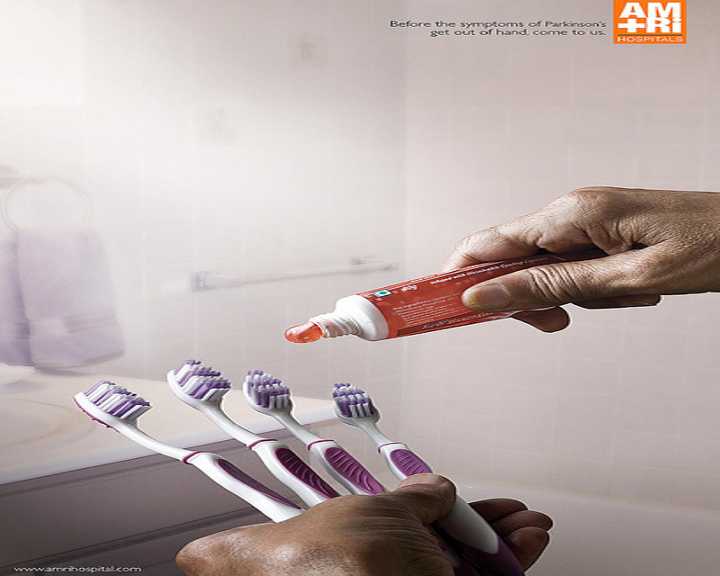 Before the symptoms of Parkinson's
get out of hand, come to us.
AM
+RI
HOSPITALS
www.amrihospital.com